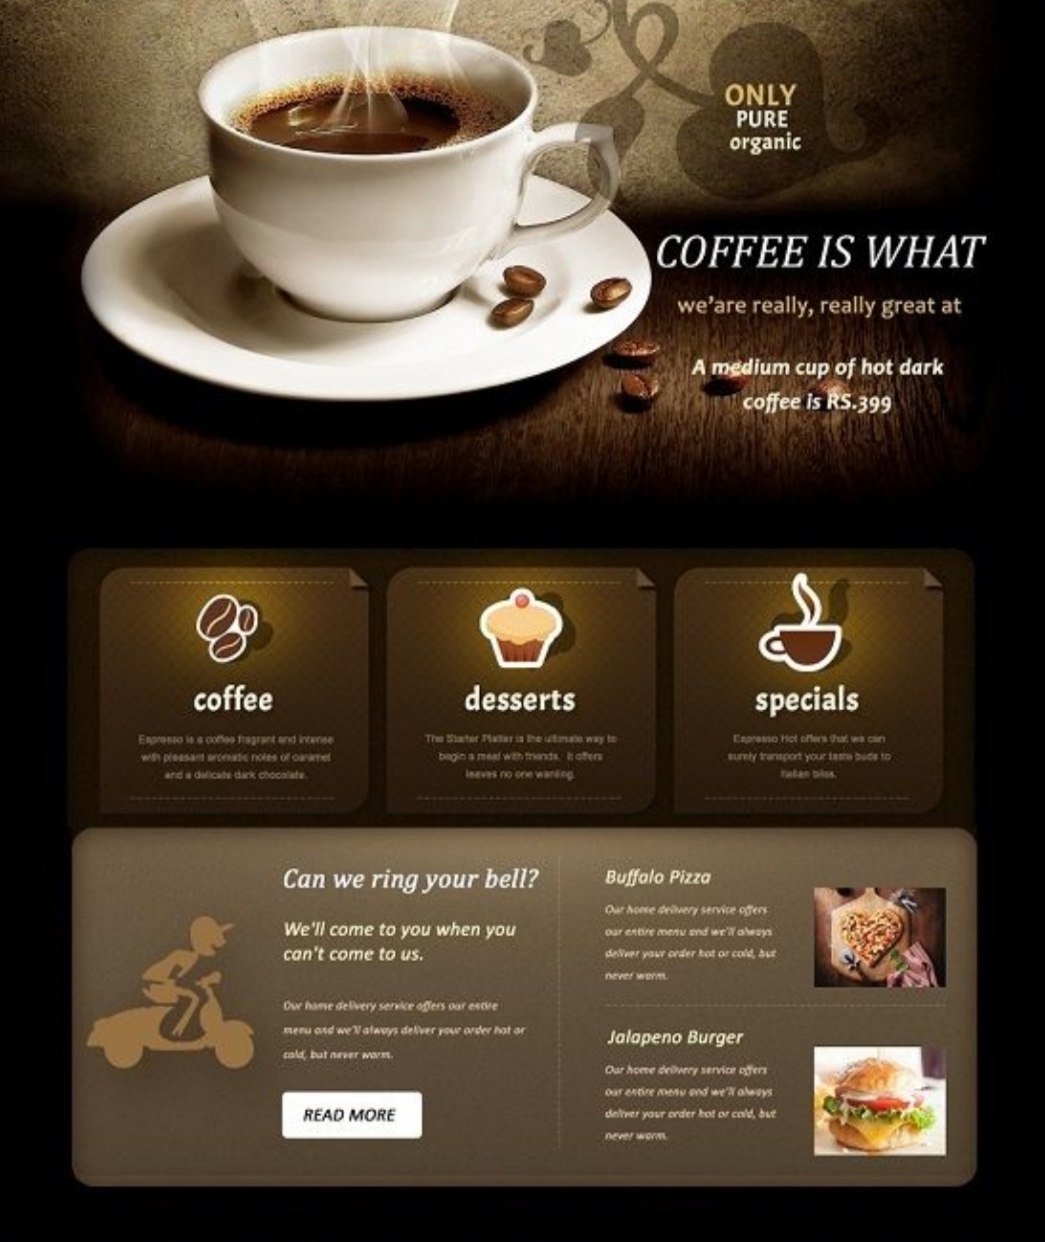 ONLY
PURE
organic
COFFEE IS WHAT
we'are really, really great at
A medium cup of hot dark
coffee is RS.399
coffee
Espresso is a coffee fragrant and intense
with pleasant aromatic notes of caramel
and a delicate dark chocolate.
desserts
The Starter Platter is the ultimate way to
begin a meal with friends. It offers
leaves no one wanting.
specials
Espresso Hot offers that we can
surely transport your taste buds to
Italian bliss.
Can we ring your bell?
We'll come to you when you
can't come to us.
Our home delivery service offers our entire
menu and we'll always deliver your order hot or
cold, but never warm.
READ MORE
Buffalo Pizza
Our home delivery service offers
our entire menu and we'll always
deliver your order hot or cold, but
never warm.
Jalapeno Burger
Our home delivery service offers
our entire menu and we'll always
deliver your order hot or cold, but
never warm.